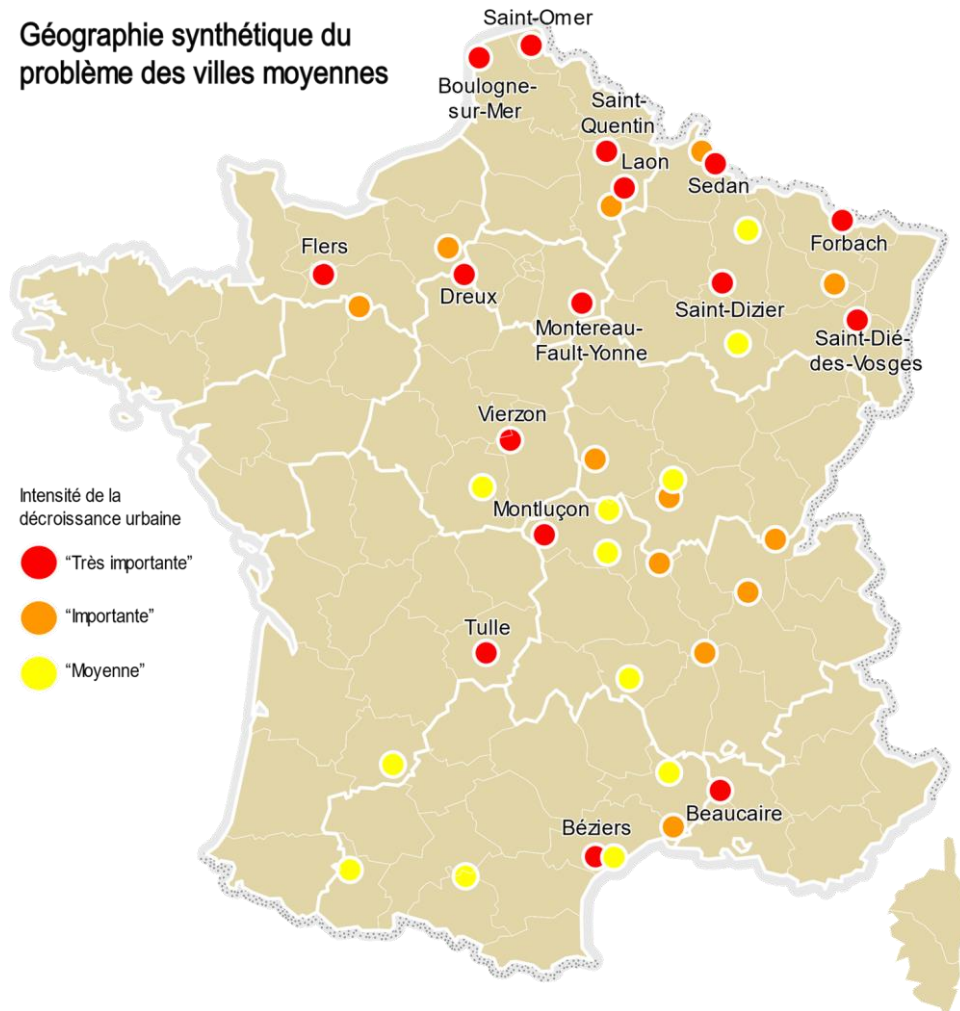 Géographie synthétique du
problème des villes moyennes
Saint-Omer
Boulogne-
sur-Mer
Saint-
Quentin
Laon
Sedan
Forbach
Flers
Dreux
Saint-Dizier
Montereau-
Fault-Yonne
Saint-Dié-
des-Vosges
Vierzon
Intensité de la
décroissance urbaine
"Très importante"
"Importante"
"Moyenne"
Montluçon
Tulle
Beaucaire
Béziers